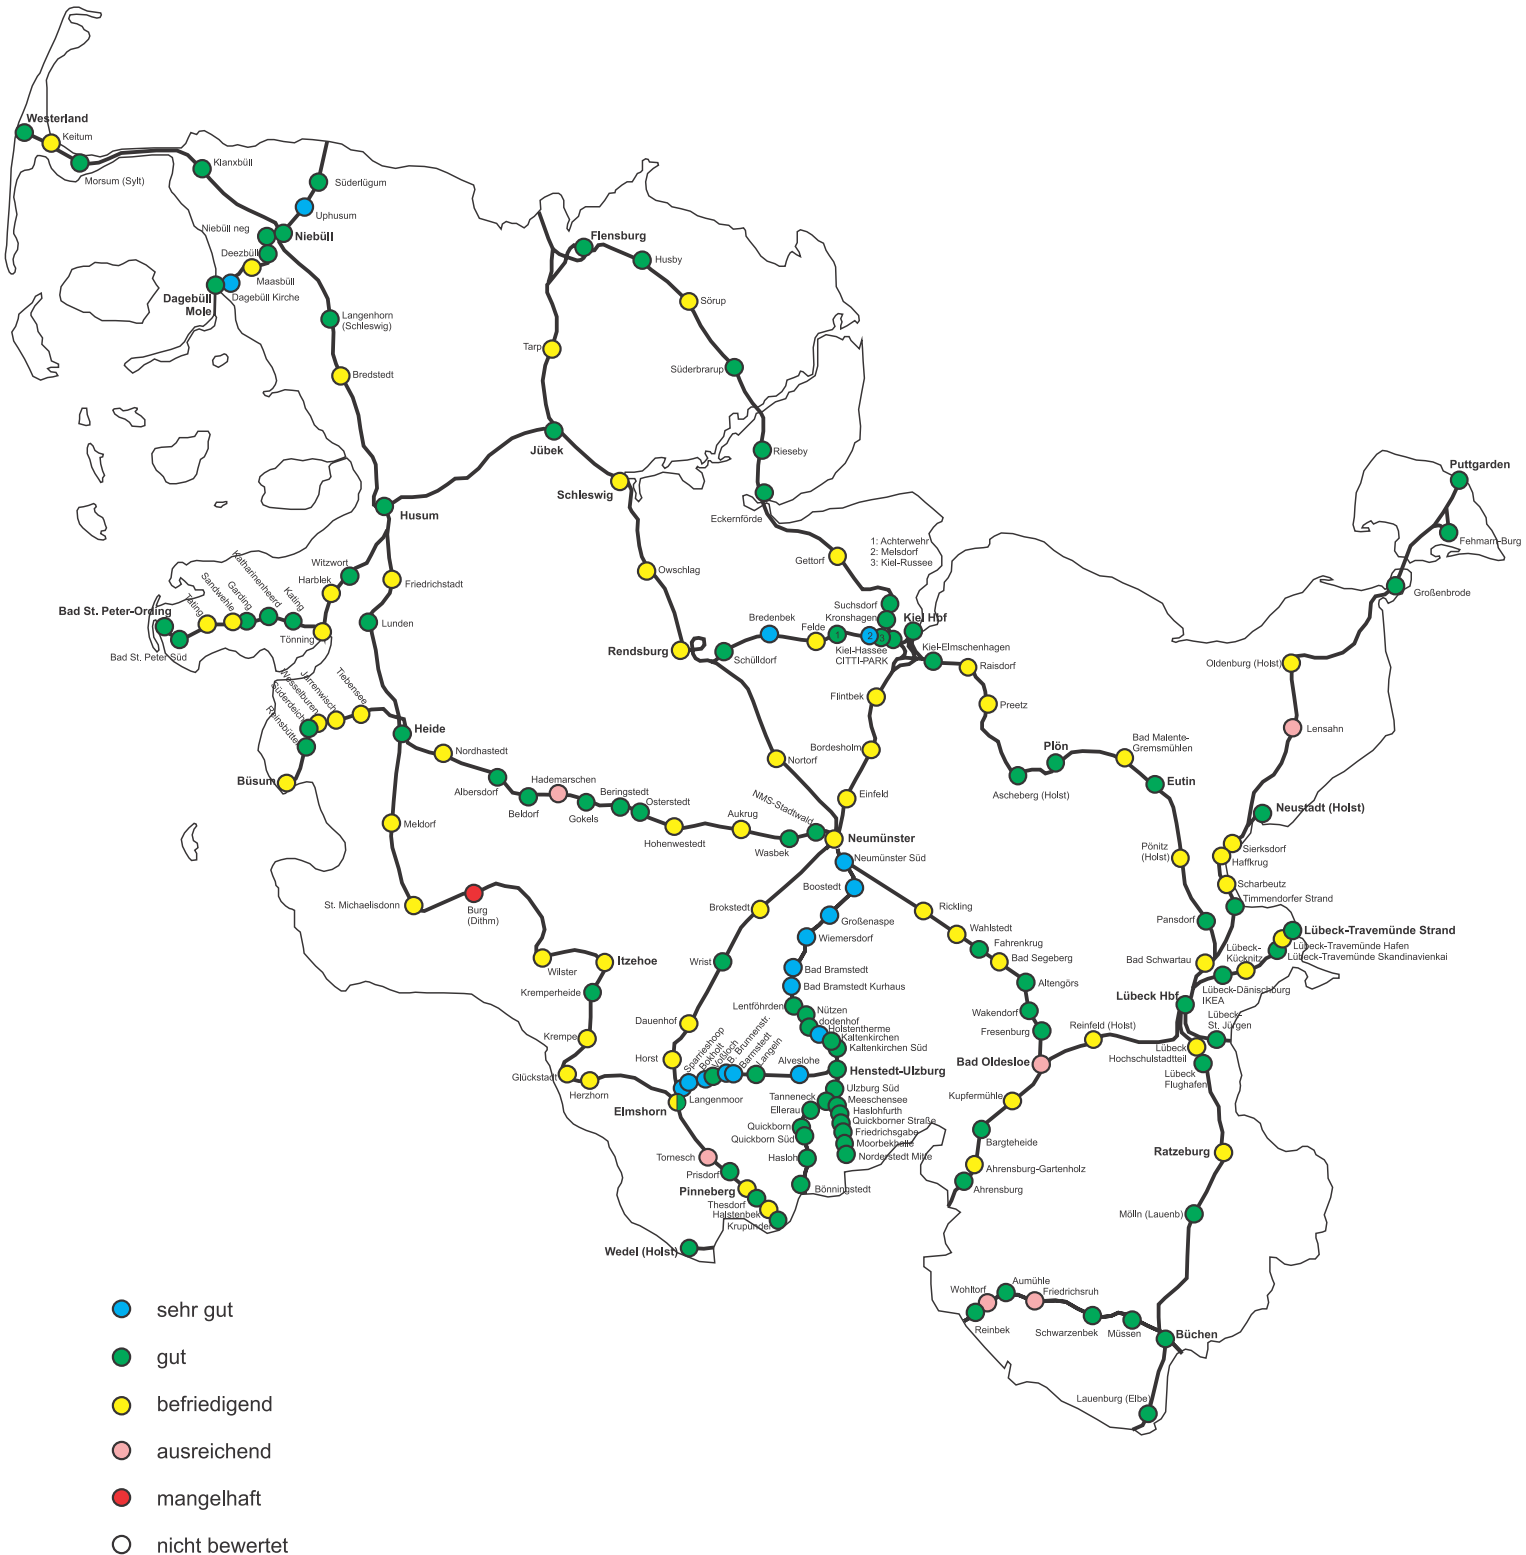 Westerland
Keitum
Morsum (Sylt)
Klanxbüll
Süderlügum
Uphusum
Niebüll neg
Niebüll
Deezbüll
Maasbüll
Dagebüll Kirche
Dagebüll
Mole
Langenhorn
(Schleswig)
Bredstedt
Flensburg
Husby
Sörup
Tarp
Süderbrarup
Jübek
Schleswig
Rieseby
Eckernförde
Husum
Gettorf
1: Achterwehr
2: Melsdorf
3: Kiel-Russee
Puttgarden
Fehmarn-Burg
Großenbrode
Witzwort
Harblek
Friedrichstadt
Katharinenheerd
Kating
Garding
Sandwehle
Tating
Bad St. Peter-Ording
Bad St. Peter Süd
Tönning
Lunden
Owschlag
Suchsdorf
Kronshagen
Kiel Hbf
Bredenbek
Felde
1
2
3
Kiel-Hassee
CITTI-PARK
Rendsburg
Schülldorf
Kiel-Elmschenhagen
Raisdorf
Preetz
Flintbek
Oldenburg (Holst)
Lensahn
Tiebensee
Jarrenwisch
Wesselburen
Süderdeich
Reinsbüttel
Büsum
Heide
Nordhastedt
Albersdorf
Beldorf
Hademarschen
Gokels
Beringstedt
Osterstedt
Hohenwestedt
Aukrug
Wasbek
NMS-Stadtwald
Nortorf
Bordesholm
Einfeld
Plön
Ascheberg (Holst)
Bad Malente-
Gremsmühlen
Eutin
Neustadt (Holst)
Meldorf
Neumünster
Neumünster Süd
Boostedt
Pönitz
(Holst)
Sierksdorf
Haffkrug
Scharbeutz
Timmendorfer Strand
St. Michaelisdonn
Burg
(Dithm)
Brokstedt
Großenaspe
Wiemersdorf
Rickling
Wahlstedt
Fahrenkrug
Bad Segeberg
Pansdorf
Lübeck-Travemünde Strand
Lübeck-Travemünde Hafen
Lübeck-Travemünde Skandinavienkai
Lübeck-
Kücknitz
Bad Schwartau
Wilster
Itzehoe
Wrist
Bad Bramstedt
Bad Bramstedt Kurhaus
Altengörs
Lübeck-Dänischburg
IKEA
Lübeck Hbf
Kremperheide
Lentföhrden
Nützen
dodenhof
Holstentherme
Kaltenkirchen
Kaltenkirchen Süd
Wakendorf
Fresenburg
Reinfeld (Holst)
Lübeck-
St. Jürgen
Lübeck
Hochschulstadtteil
Lübeck
Flughafen
Krempe
Dauenhof
Horst
Sparrieshoop
Bokholt
Voßloch
B. Brunnenstr.
Barmstedt
Langeln
Alveslohe
Henstedt-Ulzburg
Bad Oldesloe
Glückstadt
Herzhorn
Elmshorn
Langenmoor
Ulzburg Süd
Tanneck
Meeschensee
Ellerau
Haslohfurth
Quickborner Straße
Quickborn
Friedrichsgabe
Quickborn Süd
Moorbekhalle
Hasloh
Norderstedt Mitte
Bönningstedt
Kupfermühle
Bargteheide
Ahrensburg-Gartenholz
Ahrensburg
Ratzeburg
Mölln (Lauenb)
Tornesch
Prisdorf
Pinneberg
Thesdorf
Halstenbek
Krupunder
Wedel (Holst)
Wohltorf
Aumühle
Friedrichsruh
Reinbek
Schwarzenbek
Müssen
Büchen
Lauenburg (Elbe)
sehr gut
gut
befriedigend
ausreichend
mangelhaft
nicht bewertet